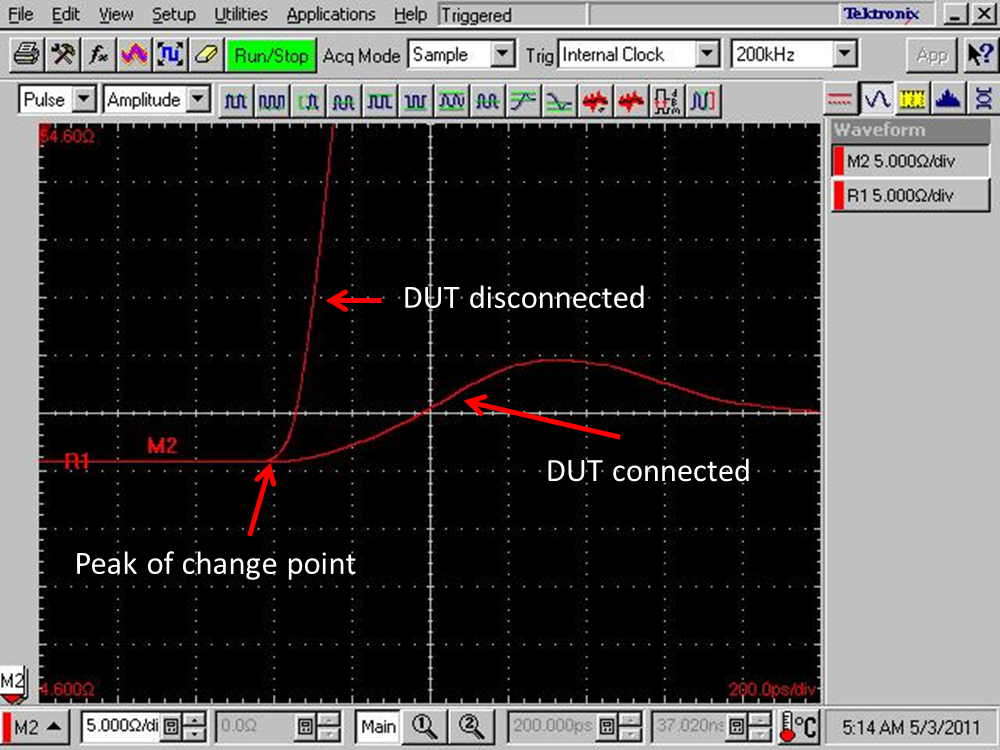 File Edit View Setup Utilities Applications Help Triggered Tektronix
Run/Stop Acq Mode Sample Trig Internal Clock 200kHz App
Pulse Amplitude
Waveform
M2 5.000Ω/div
R1 5.000Ω/div
54.60Ω
DUT disconnected
M2
R1
DUT connected
Peak of change point
M2
4.600Ω 200.0ps/div
M2 5.000Ω/di 0.0Ω Main 1 2 200.000ps 37.020ns °C 5:14 AM 5/3/2011